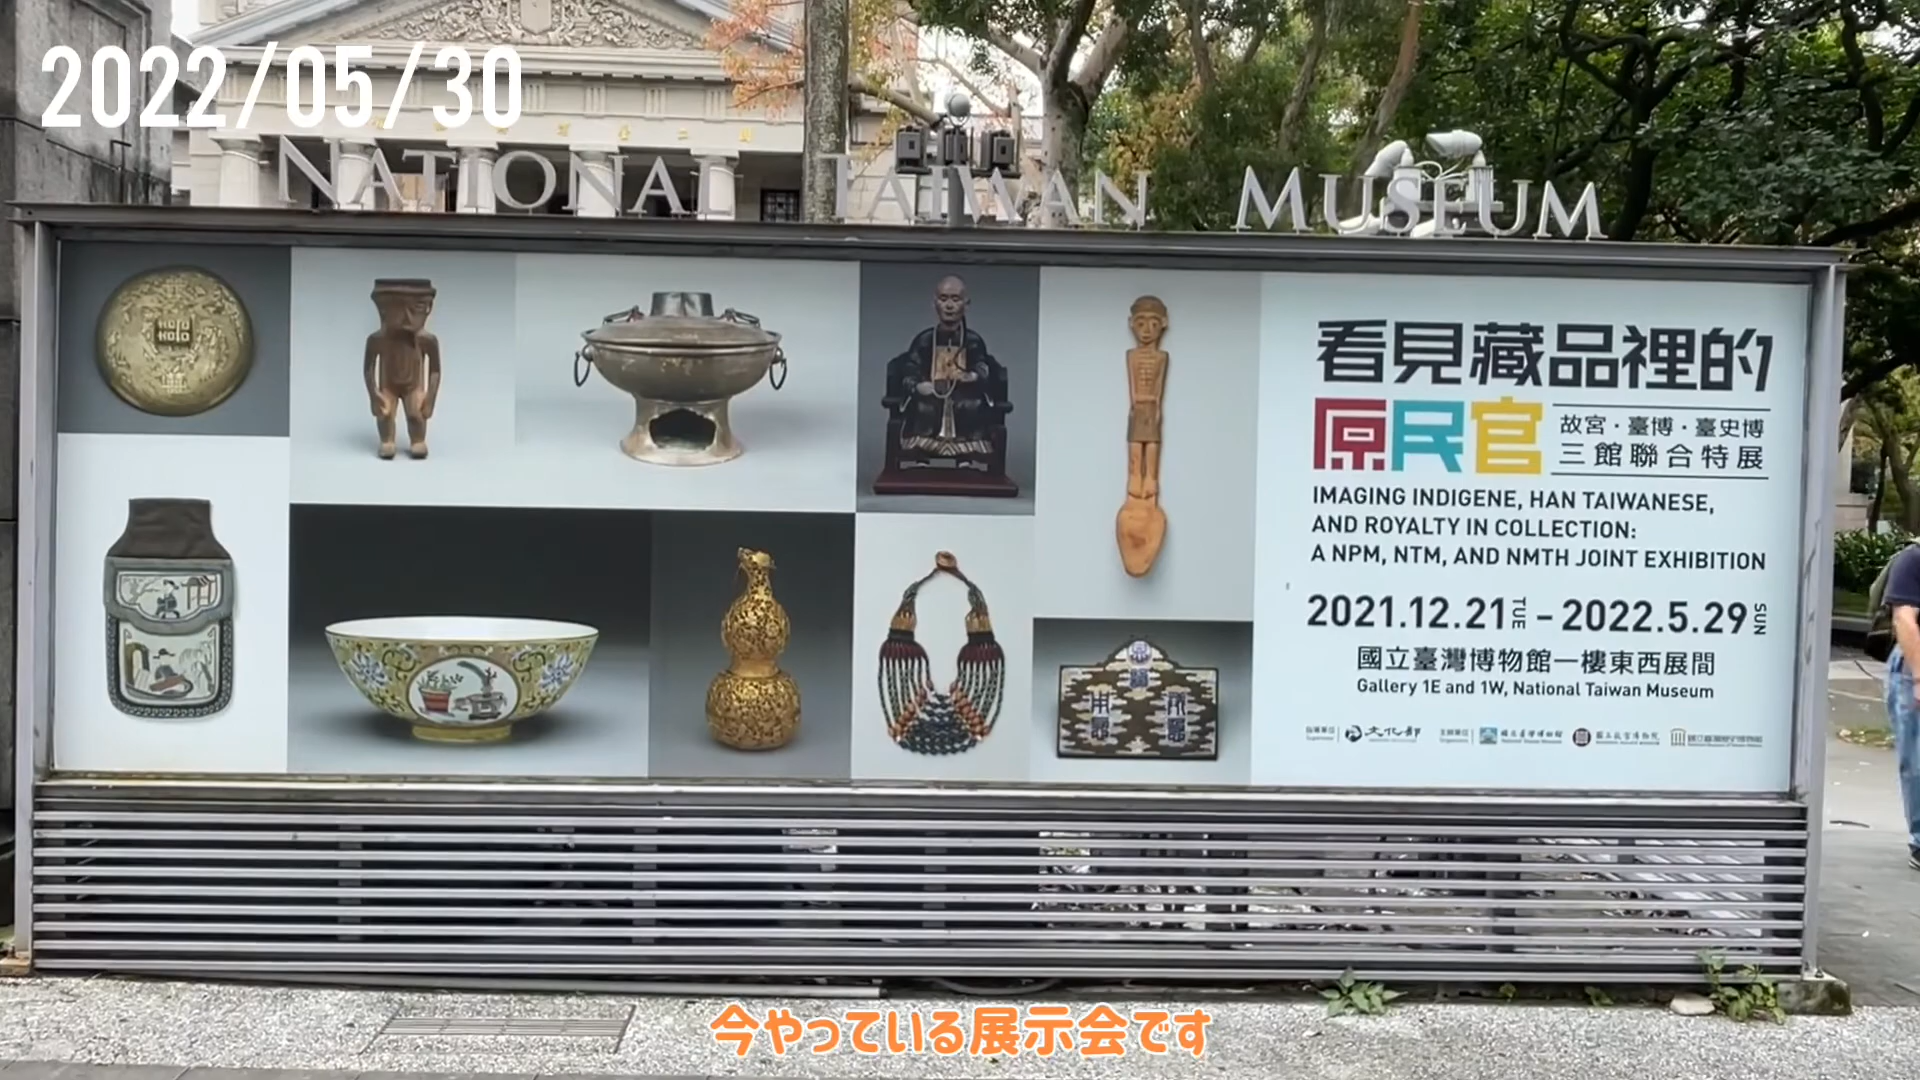 2022/05/30
NATIONAL TAIWAN MUSEUM
看見藏品裡的
原民官
故宮·臺博·臺史博
三館聯合特展
IMAGING INDIGENE, HAN TAIWANESE,
AND ROYALTY IN COLLECTION:
A NPM, NTM, AND NMTH JOINT EXHIBITION
2021.12.21 TUE - 2022.5.29 SUN
國立臺灣博物館一樓東西展間
Gallery 1E and 1W, National Taiwan Museum
文化部
今やっている展示会です